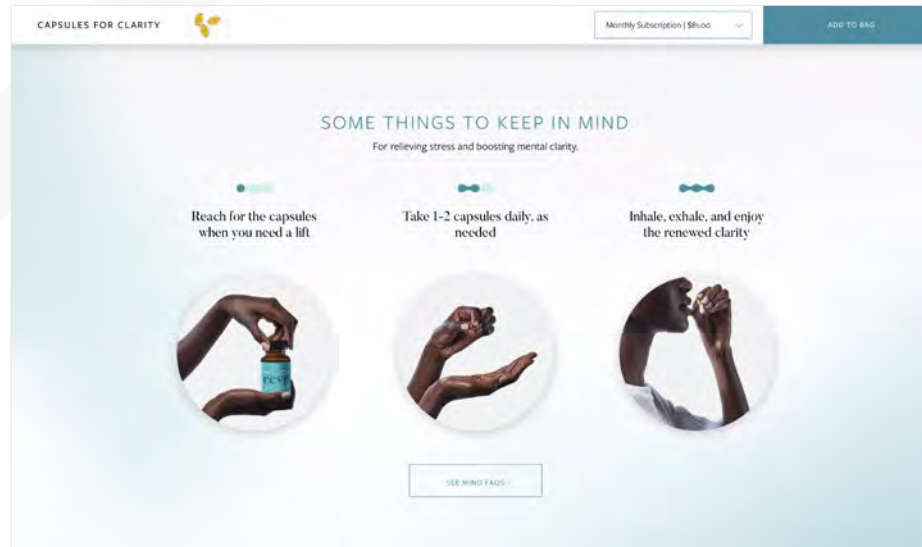 CAPSULES FOR CLARITY
Monthly Subscription | $81.00
ADD TO BAG
SOME THINGS TO KEEP IN MIND
For relieving stress and boosting mental clarity.
Reach for the capsules
when you need a lift
Take 1-2 capsules daily, as
needed
Inhale, exhale, and enjoy
the renewed clarity
SEE MIND FAQS